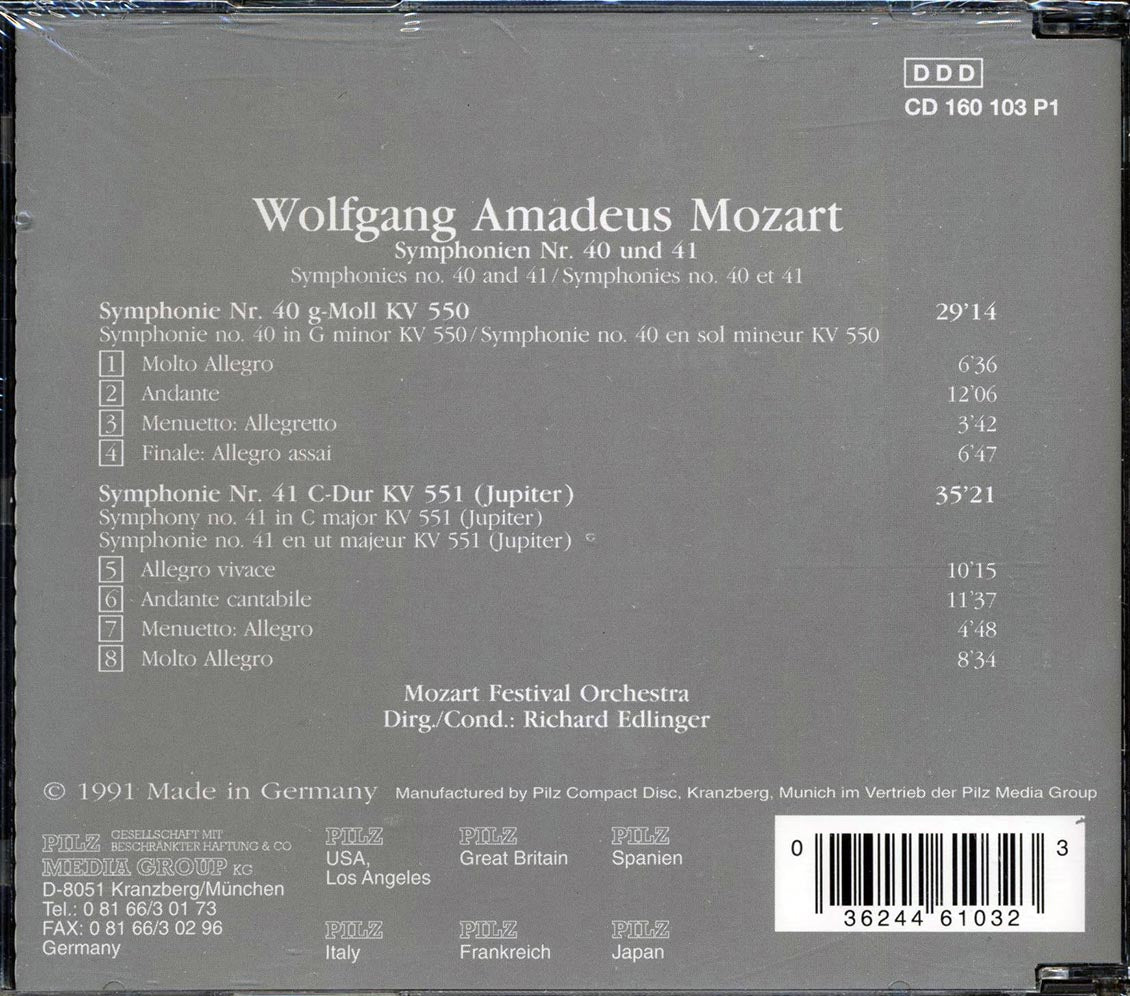 DDD
CD 160 103 P1
Wolfgang Amadeus Mozart
Symphonien Nr. 40 und 41
Symphonies no. 40 and 41/Symphonies no. 40 et 41
Symphonie Nr. 40 g-Moll KV 550 29'14
Symphonie no. 40 in G minor KV 550/Symphonie no. 40 en sol mineur KV 550
1 Molto Allegro 6'36
2 Andante 12'06
3 Menuetto: Allegretto 3'42
4 Finale: Allegro assai 6'47
Symphonie Nr. 41 C-Dur KV 551 (Jupiter) 35'21
Symphony no. 41 in C major KV 551 (Jupiter)
Symphonie no. 41 en ut majeur KV 551 (Jupiter)
5 Allegro vivace 10'15
6 Andante cantabile 11'37
7 Menuetto: Allegro 4'48
8 Molto Allegro 8'34
Mozart Festival Orchestra
Dirg./Cond.: Richard Edlinger
© 1991 Made in Germany Manufactured by Pilz Compact Disc, Kranzberg, Munich im Vertrieb der Pilz Media Group
PILZ GESELLSCHAFT MIT
BESCHRÄNKTER HAFTUNG & CO
MEDIA GROUP KG
D-8051 Kranzberg/München
Tel.: 0 81 66/3 01 73
FAX: 0 81 66/3 02 96
Germany
PILZ
USA,
Los Angeles
PILZ
Great Britain
PILZ
Spanien
PILZ
Italy
PILZ
Frankreich
PILZ
Japan
0 36244 61032 3